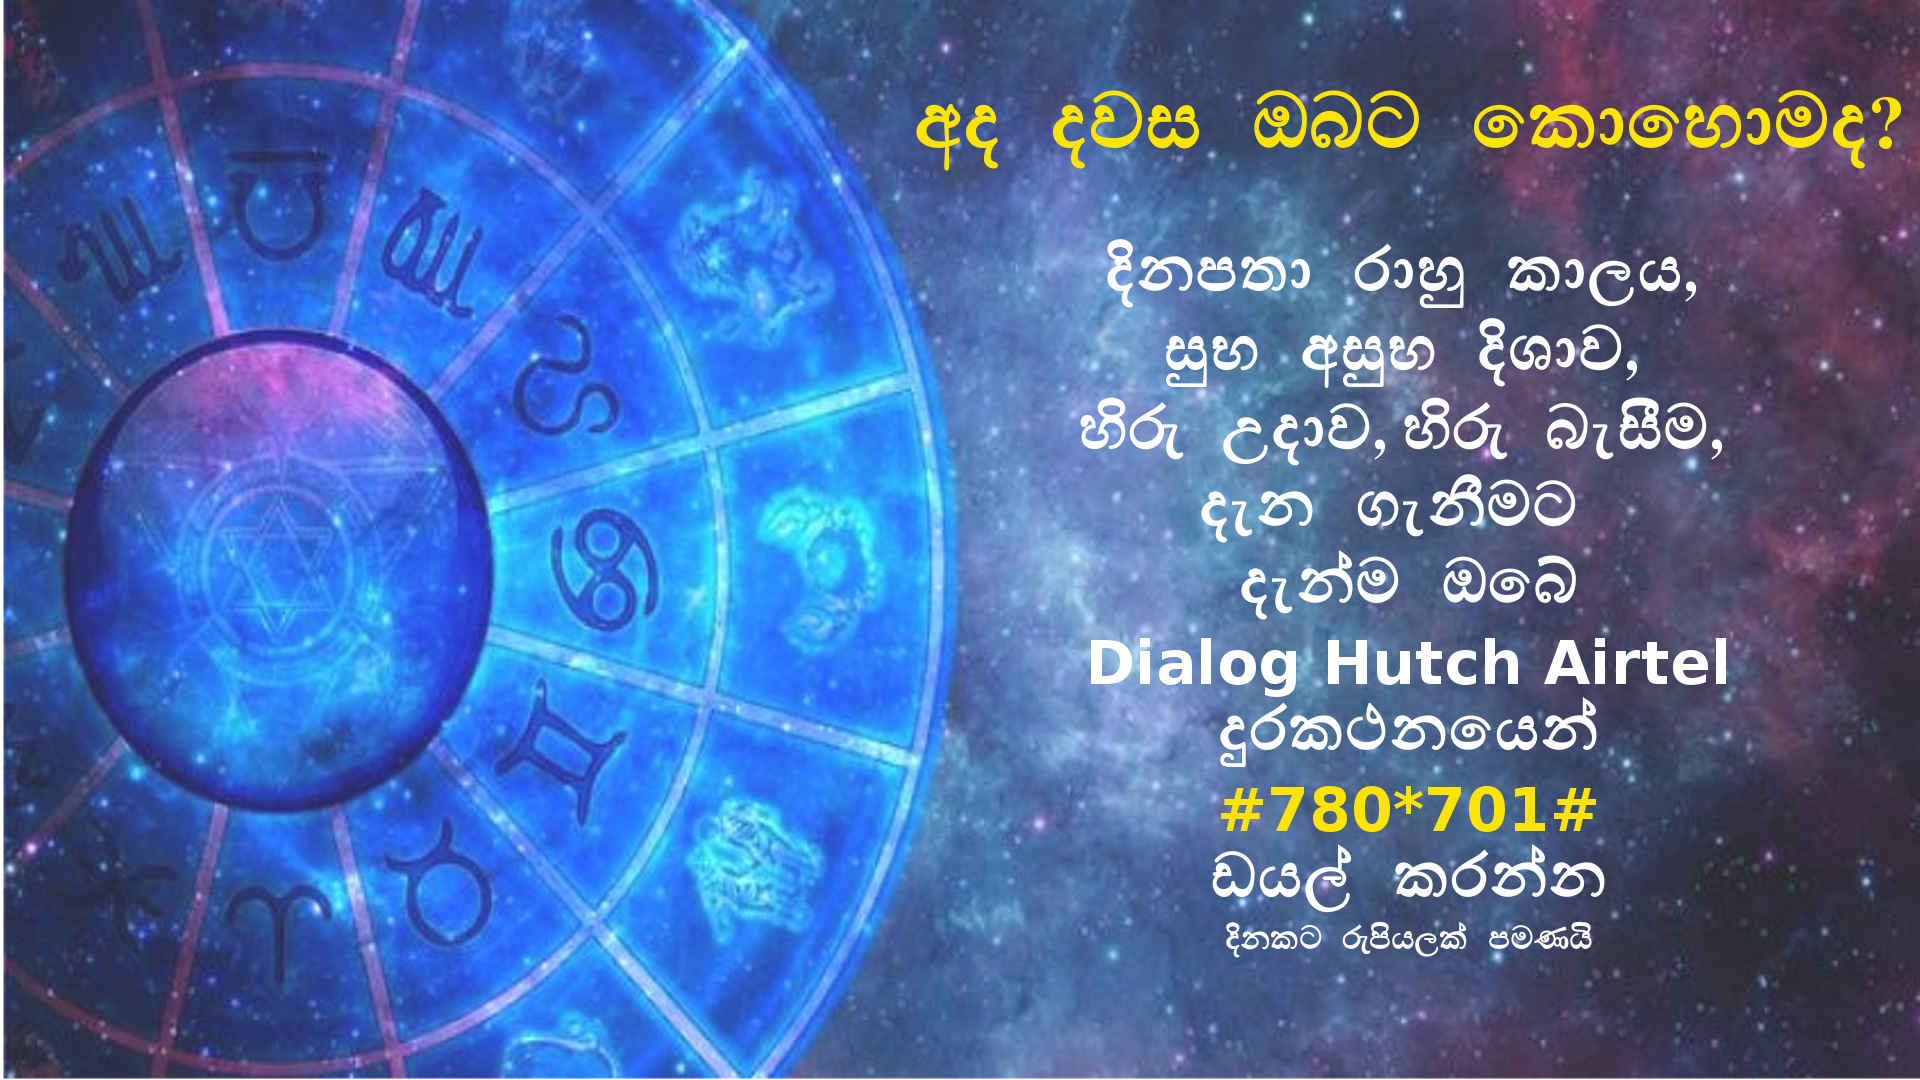 අද දවස ඔබට කොහොමද?
දිනපතා රාහු කාලය,
සුභ අසුභ දිශාව,
හිරු උදාව, හිරු බැසීම,
දැන ගැනීමට
දැන්ම ඔබේ
Dialog Hutch Airtel
දුරකථනයෙන්
#780*701#
ඩයල් කරන්න
දිනකට රුපියලක් පමණයි